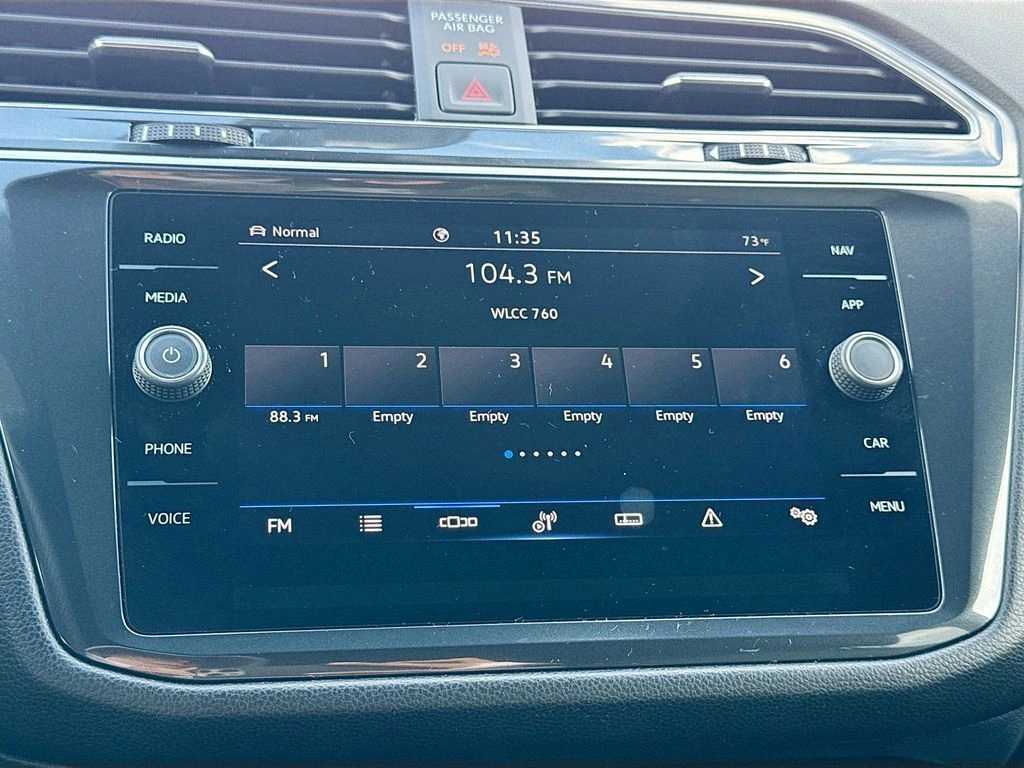 PASSENGER
AIR BAG
OFF
RADIO
MEDIA
PHONE
VOICE
Normal
11:35
73°F
104.3 FM
WLCC 760
1 2 3 4 5 6
88.3 FM Empty Empty Empty Empty Empty
FM
NAV
APP
CAR
MENU